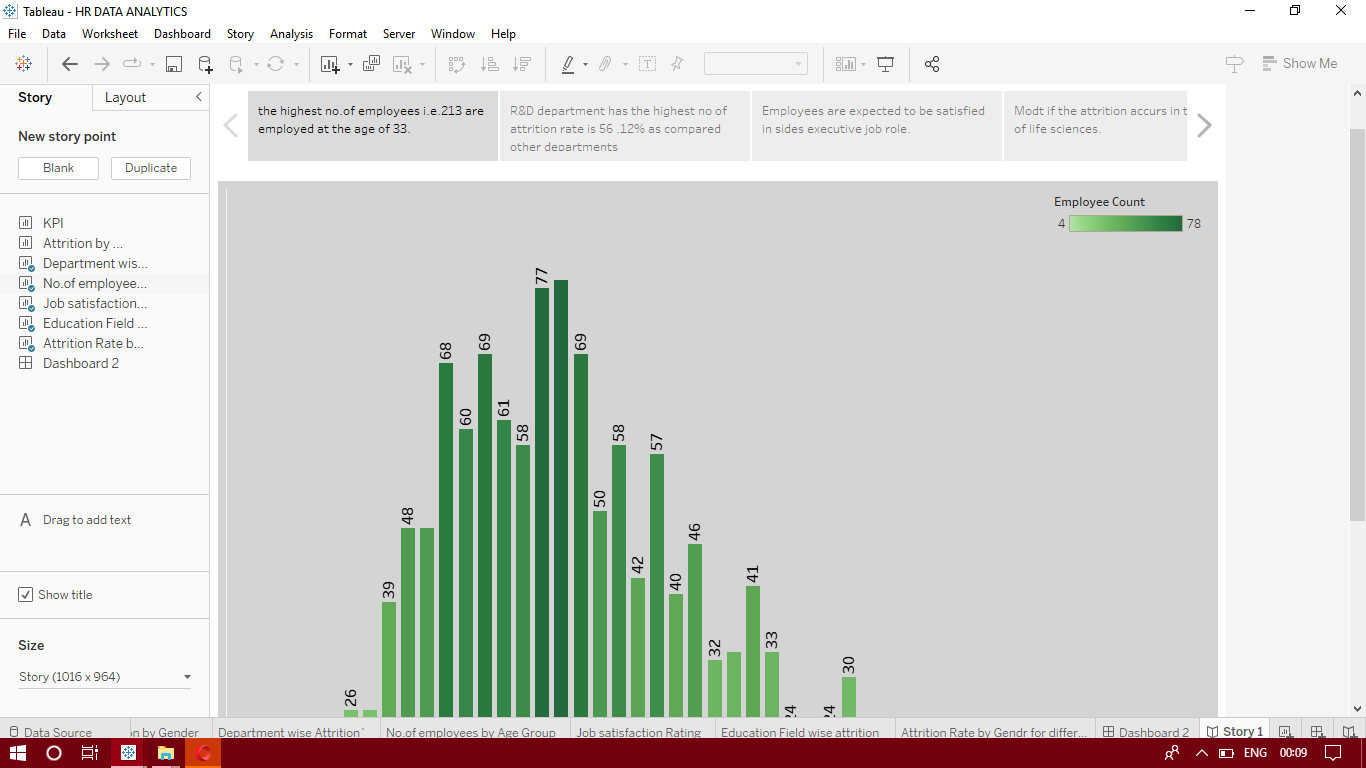 Tableau - HR DATA ANALYTICS
File Data Worksheet Dashboard Story Analysis Format Server Window Help
Show Me
Story Layout
New story point
Blank Duplicate
KPI
Attrition by ...
Department wis...
No.of employee...
Job satisfaction...
Education Field ...
Attrition Rate b...
Dashboard 2
A Drag to add text
Show title
Size
Story (1016 x 964)
the highest no.of employees i.e.213 are
employed at the age of 33.
R&D department has the highest no of
attrition rate is 56 .12% as compared
other departments
Employees are expected to be satisfied
in sides executive job role.
Modt if the attrition accurs in t
of life sciences.
Employee Count
4 78
26
39
48
68
60
69
61
58
77
69
50
58
42
57
40
46
32
41
33
24
24
30
Data Source
n by Gender
Department wise Attrition`
No.of employees by Age Group
Job satisfaction Rating
Education Field wise attrition
Attrition Rate by Gendr for differ...
Dashboard 2
Story 1
ENG 00:09